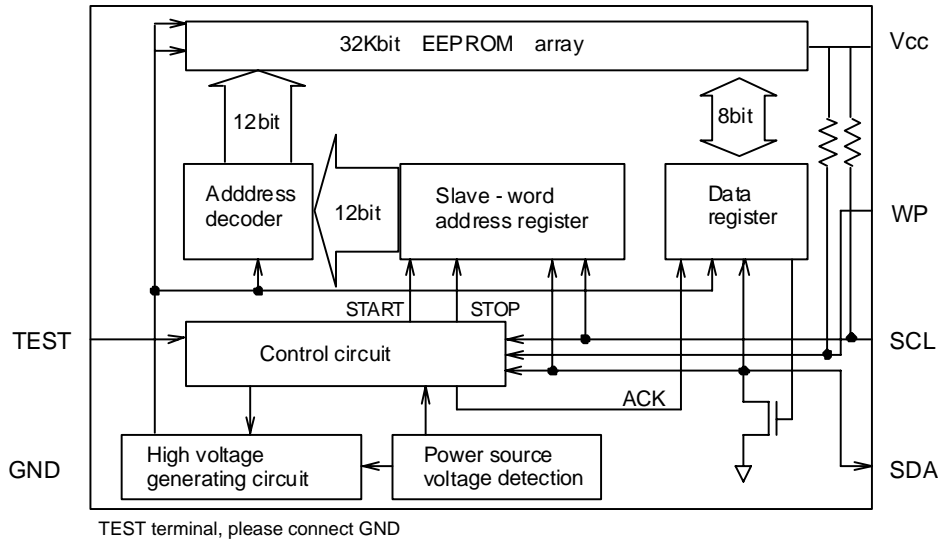 32Kbit EEPROM array
Vcc
12bit
8bit
Adddress
decoder
12bit
Slave - word
address register
Data
register
WP
START
STOP
TEST
Control circuit
SCL
ACK
GND
High voltage
generating circuit
Power source
voltage detection
SDA
TEST terminal, please connect GND